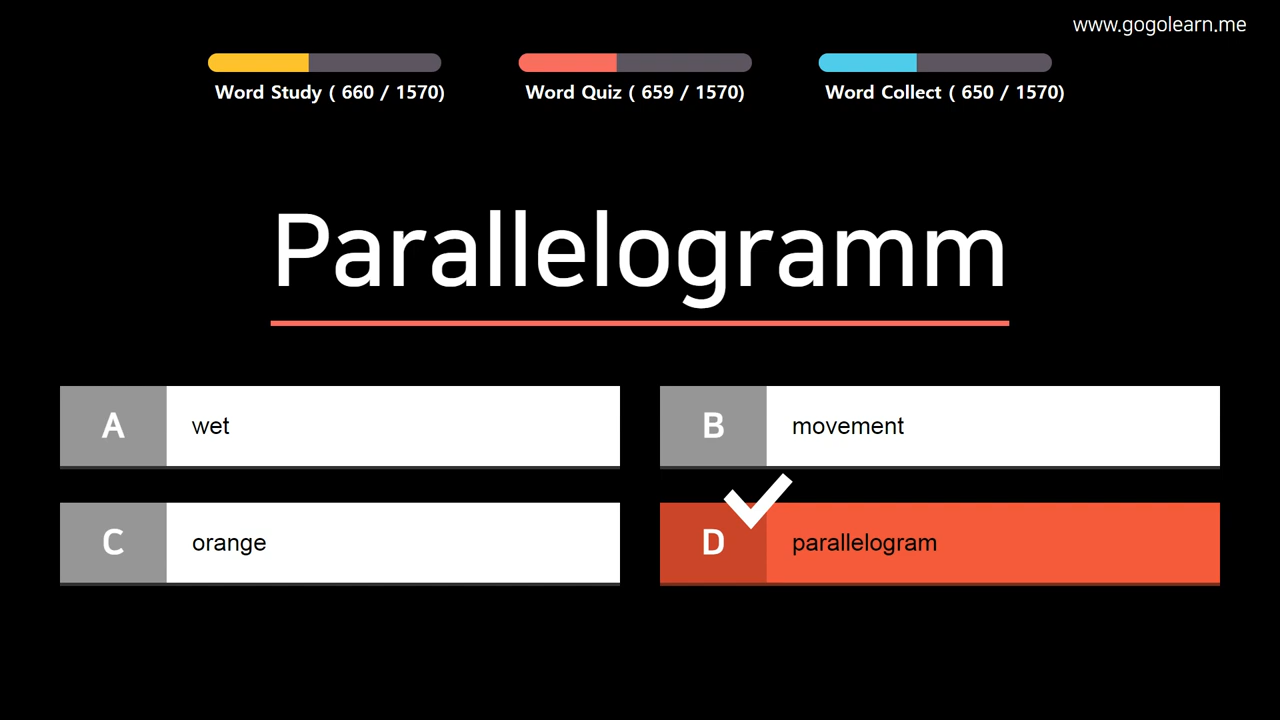 www.gogolearn.me
Word Study ( 660 / 1570)
Word Quiz ( 659 / 1570)
Word Collect ( 650 / 1570)
Parallelogramm
A wet
B movement
C orange
D parallelogram